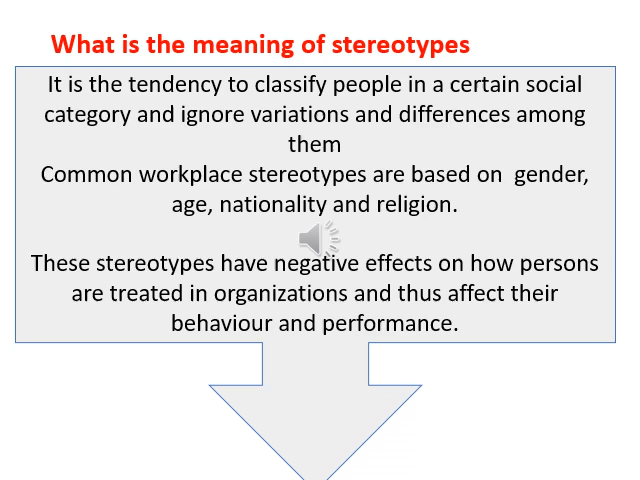 What is the meaning of stereotypes
It is the tendency to classify people in a certain social
category and ignore variations and differences among
them
Common workplace stereotypes are based on  gender,
age, nationality and religion.
These stereotypes have negative effects on how persons
are treated in organizations and thus affect their
behaviour and performance.